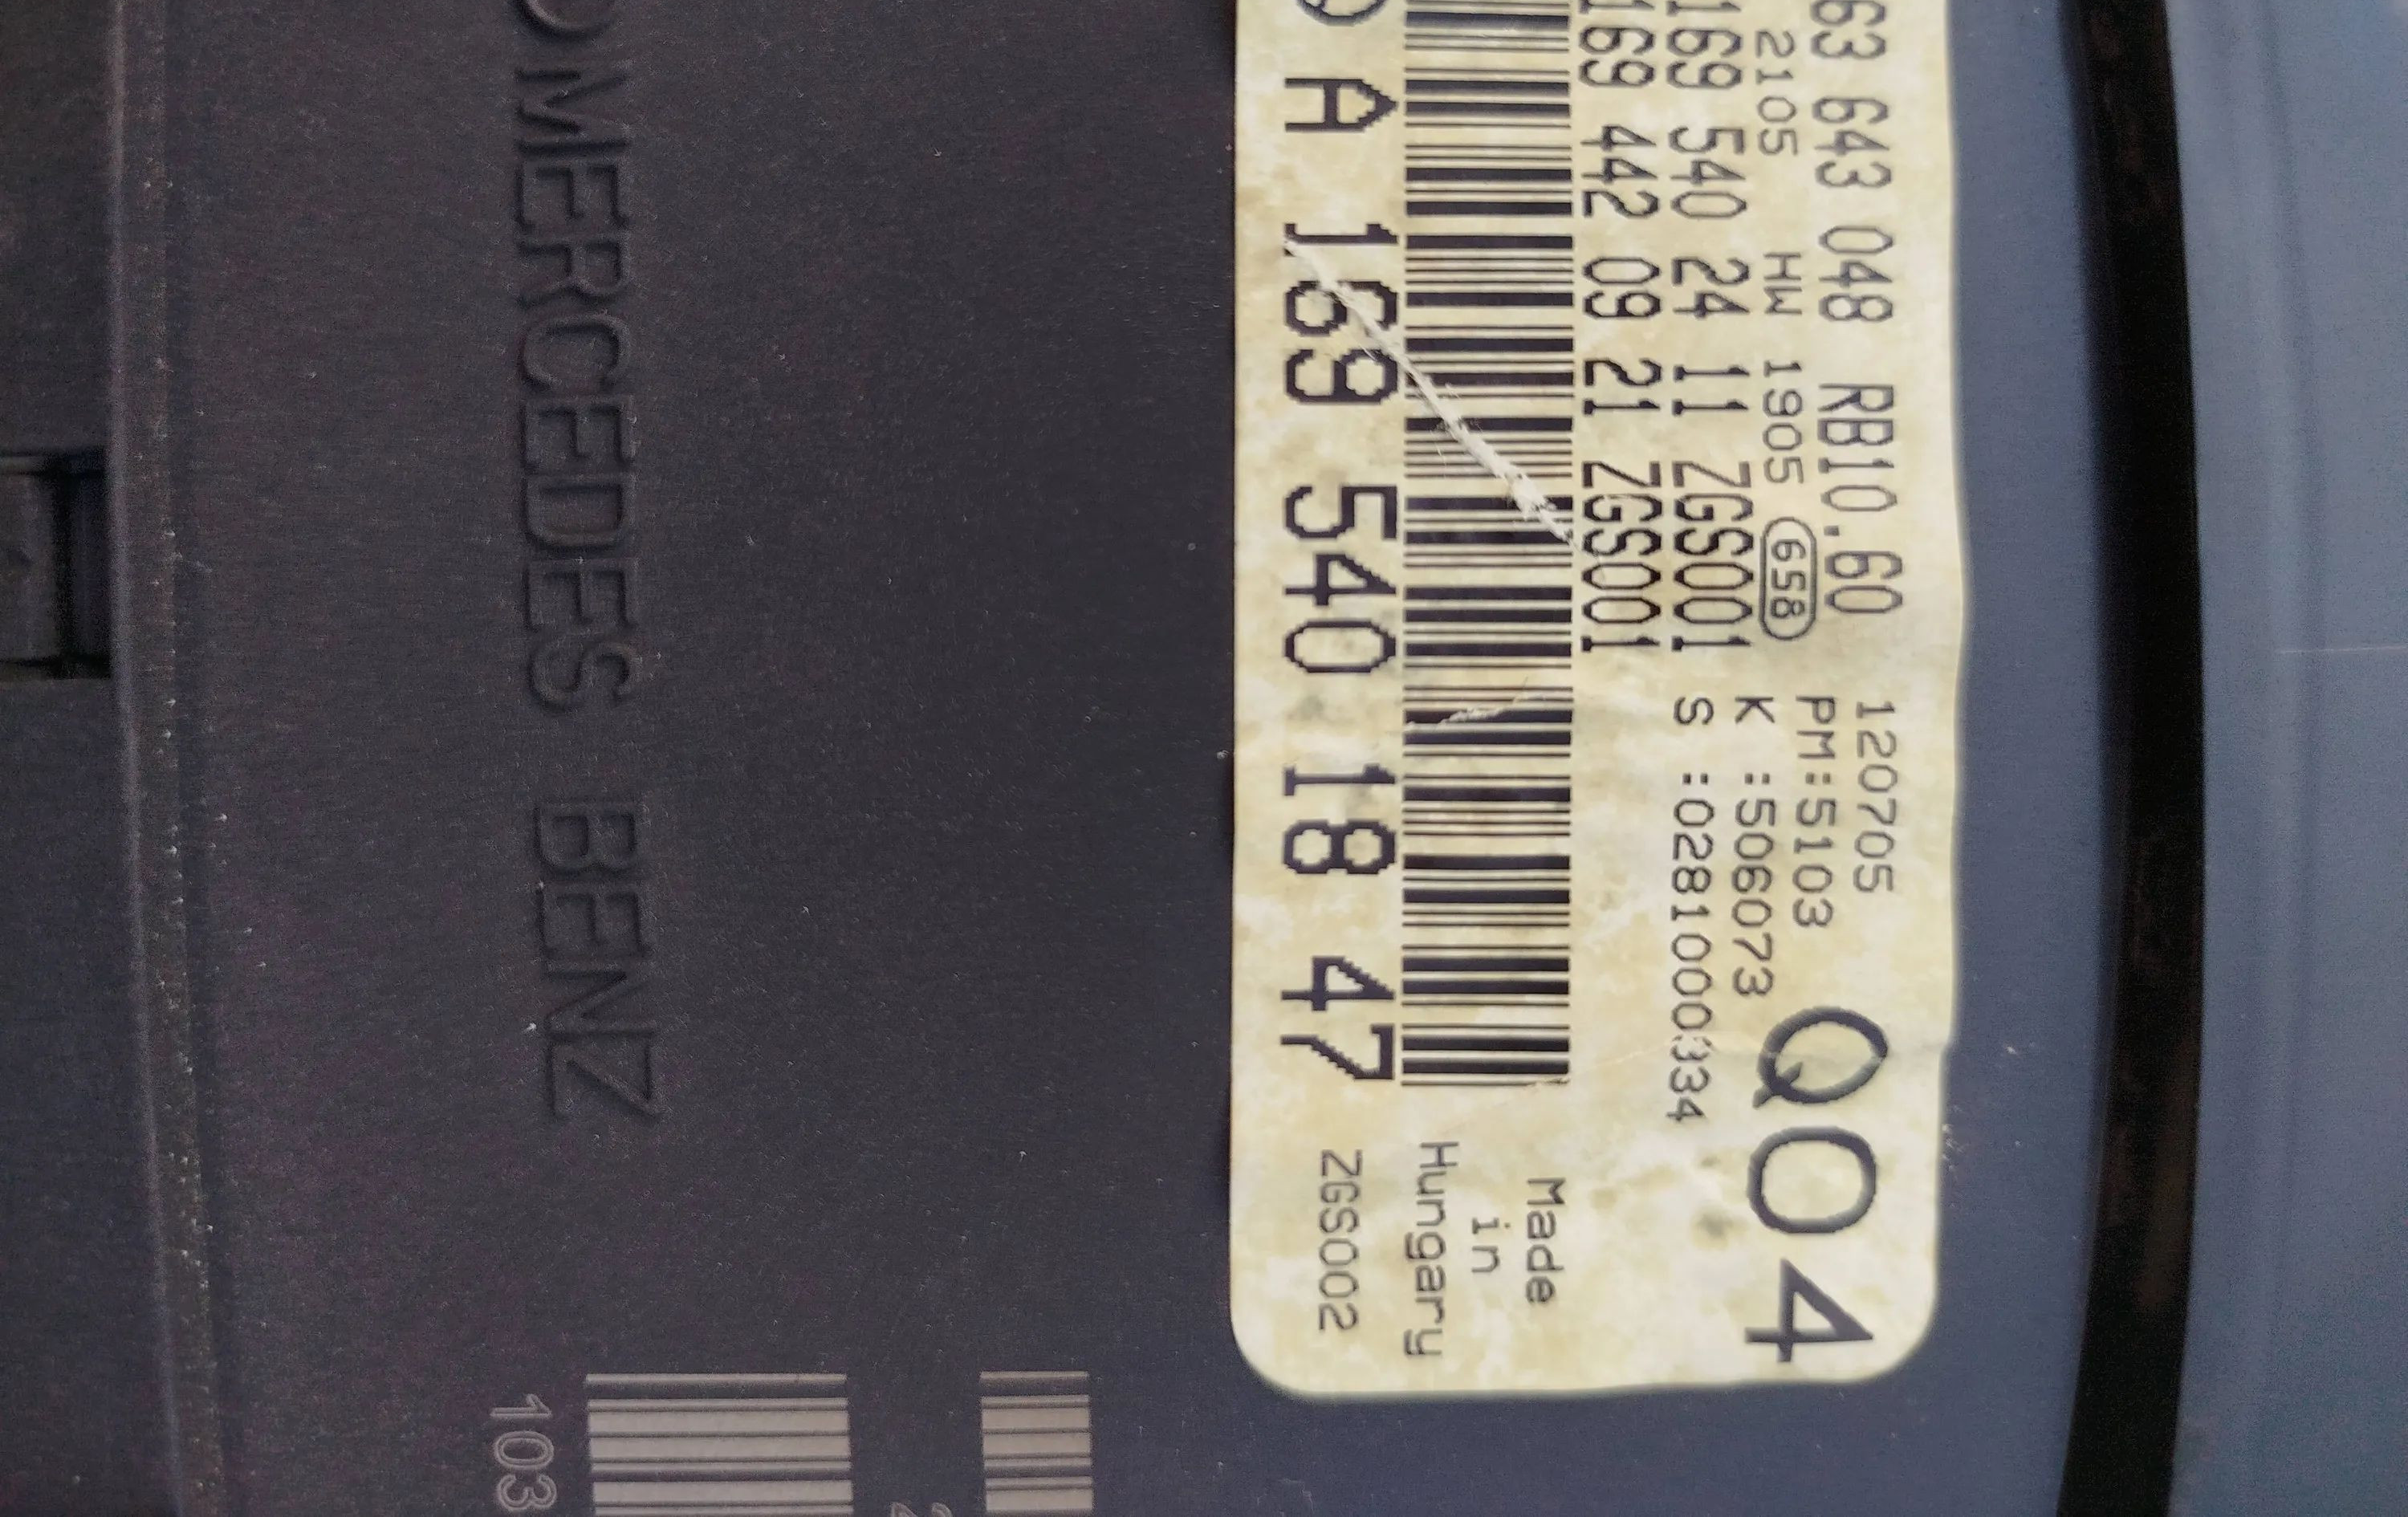 MERCEDES BENZ
63 643 048 RB10.60
2105 HW 1905 658
169 540 24 11 ZGS001
169 442 09 21 ZGS001
120705
PM:5103
K :506073
S :0281000334
Q04
A 169 540 18 47
Made
in
Hungary
ZGS002
103